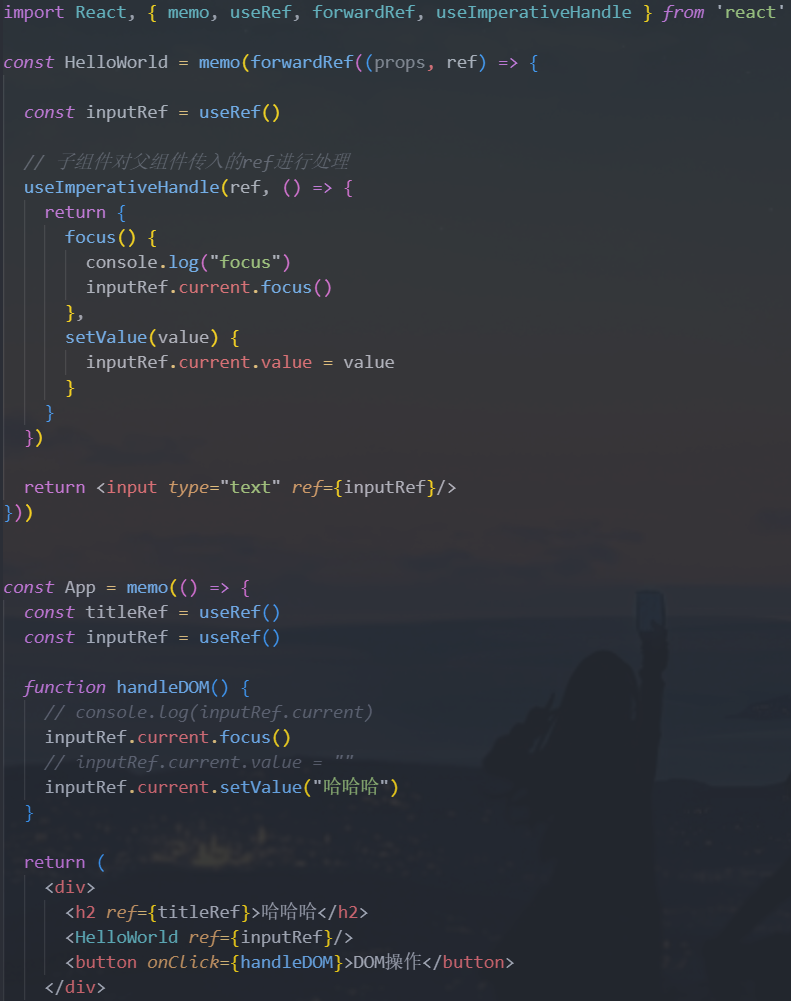 import React, { memo, useRef, forwardRef, useImperativeHandle } from 'react'

const HelloWorld = memo(forwardRef((props, ref) => {

  const inputRef = useRef()

  // 子组件对父组件传入的ref进行处理
  useImperativeHandle(ref, () => {
    return {
      focus() {
        console.log("focus")
        inputRef.current.focus()
      },
      setValue(value) {
        inputRef.current.value = value
      }
    }
  })

  return <input type="text" ref={inputRef}/>
}))


const App = memo(() => {
  const titleRef = useRef()
  const inputRef = useRef()

  function handleDOM() {
    // console.log(inputRef.current)
    inputRef.current.focus()
    // inputRef.current.value = ""
    inputRef.current.setValue("哈哈哈")
  }

  return (
    <div>
      <h2 ref={titleRef}>哈哈哈</h2>
      <HelloWorld ref={inputRef}/>
      <button onClick={handleDOM}>DOM操作</button>
    </div>